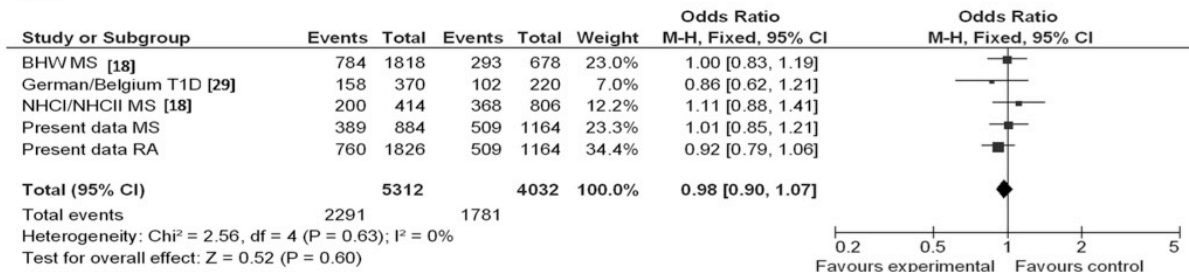 Odds Ratio Odds Ratio
Study or Subgroup Events Total Events Total Weight M-H, Fixed, 95% CI M-H, Fixed, 95% CI
BHW MS [18] 784 1818 293 678 23.0% 1.00 [0.83, 1.19]
German/Belgium T1D [29] 158 370 102 220 7.0% 0.86 [0.62, 1.21]
NHCI/NHCII MS [18] 200 414 368 806 12.2% 1.11 [0.88, 1.41]
Present data MS 389 884 509 1164 23.3% 1.01 [0.85, 1.21]
Present data RA 760 1826 509 1164 34.4% 0.92 [0.79, 1.06]
Total (95% CI) 5312 4032 100.0% 0.98 [0.90, 1.07]
Total events 2291 1781
Heterogeneity: Chi² = 2.56, df = 4 (P = 0.63); I² = 0%
Test for overall effect: Z = 0.52 (P = 0.60)
0.2 0.5 1 2 5
Favours experimental Favours control